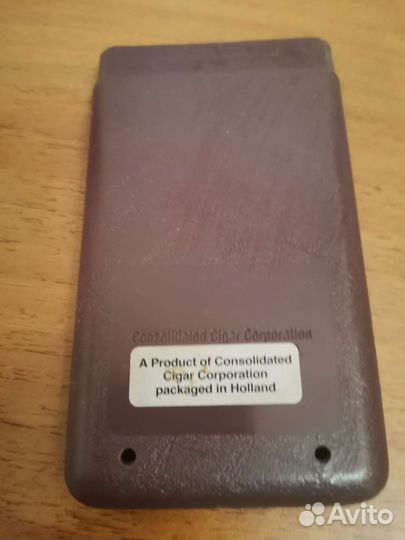 Consolidated Cigar Corporation
A Product of Consolidated
Cigar Corporation
packaged in Holland
Avito